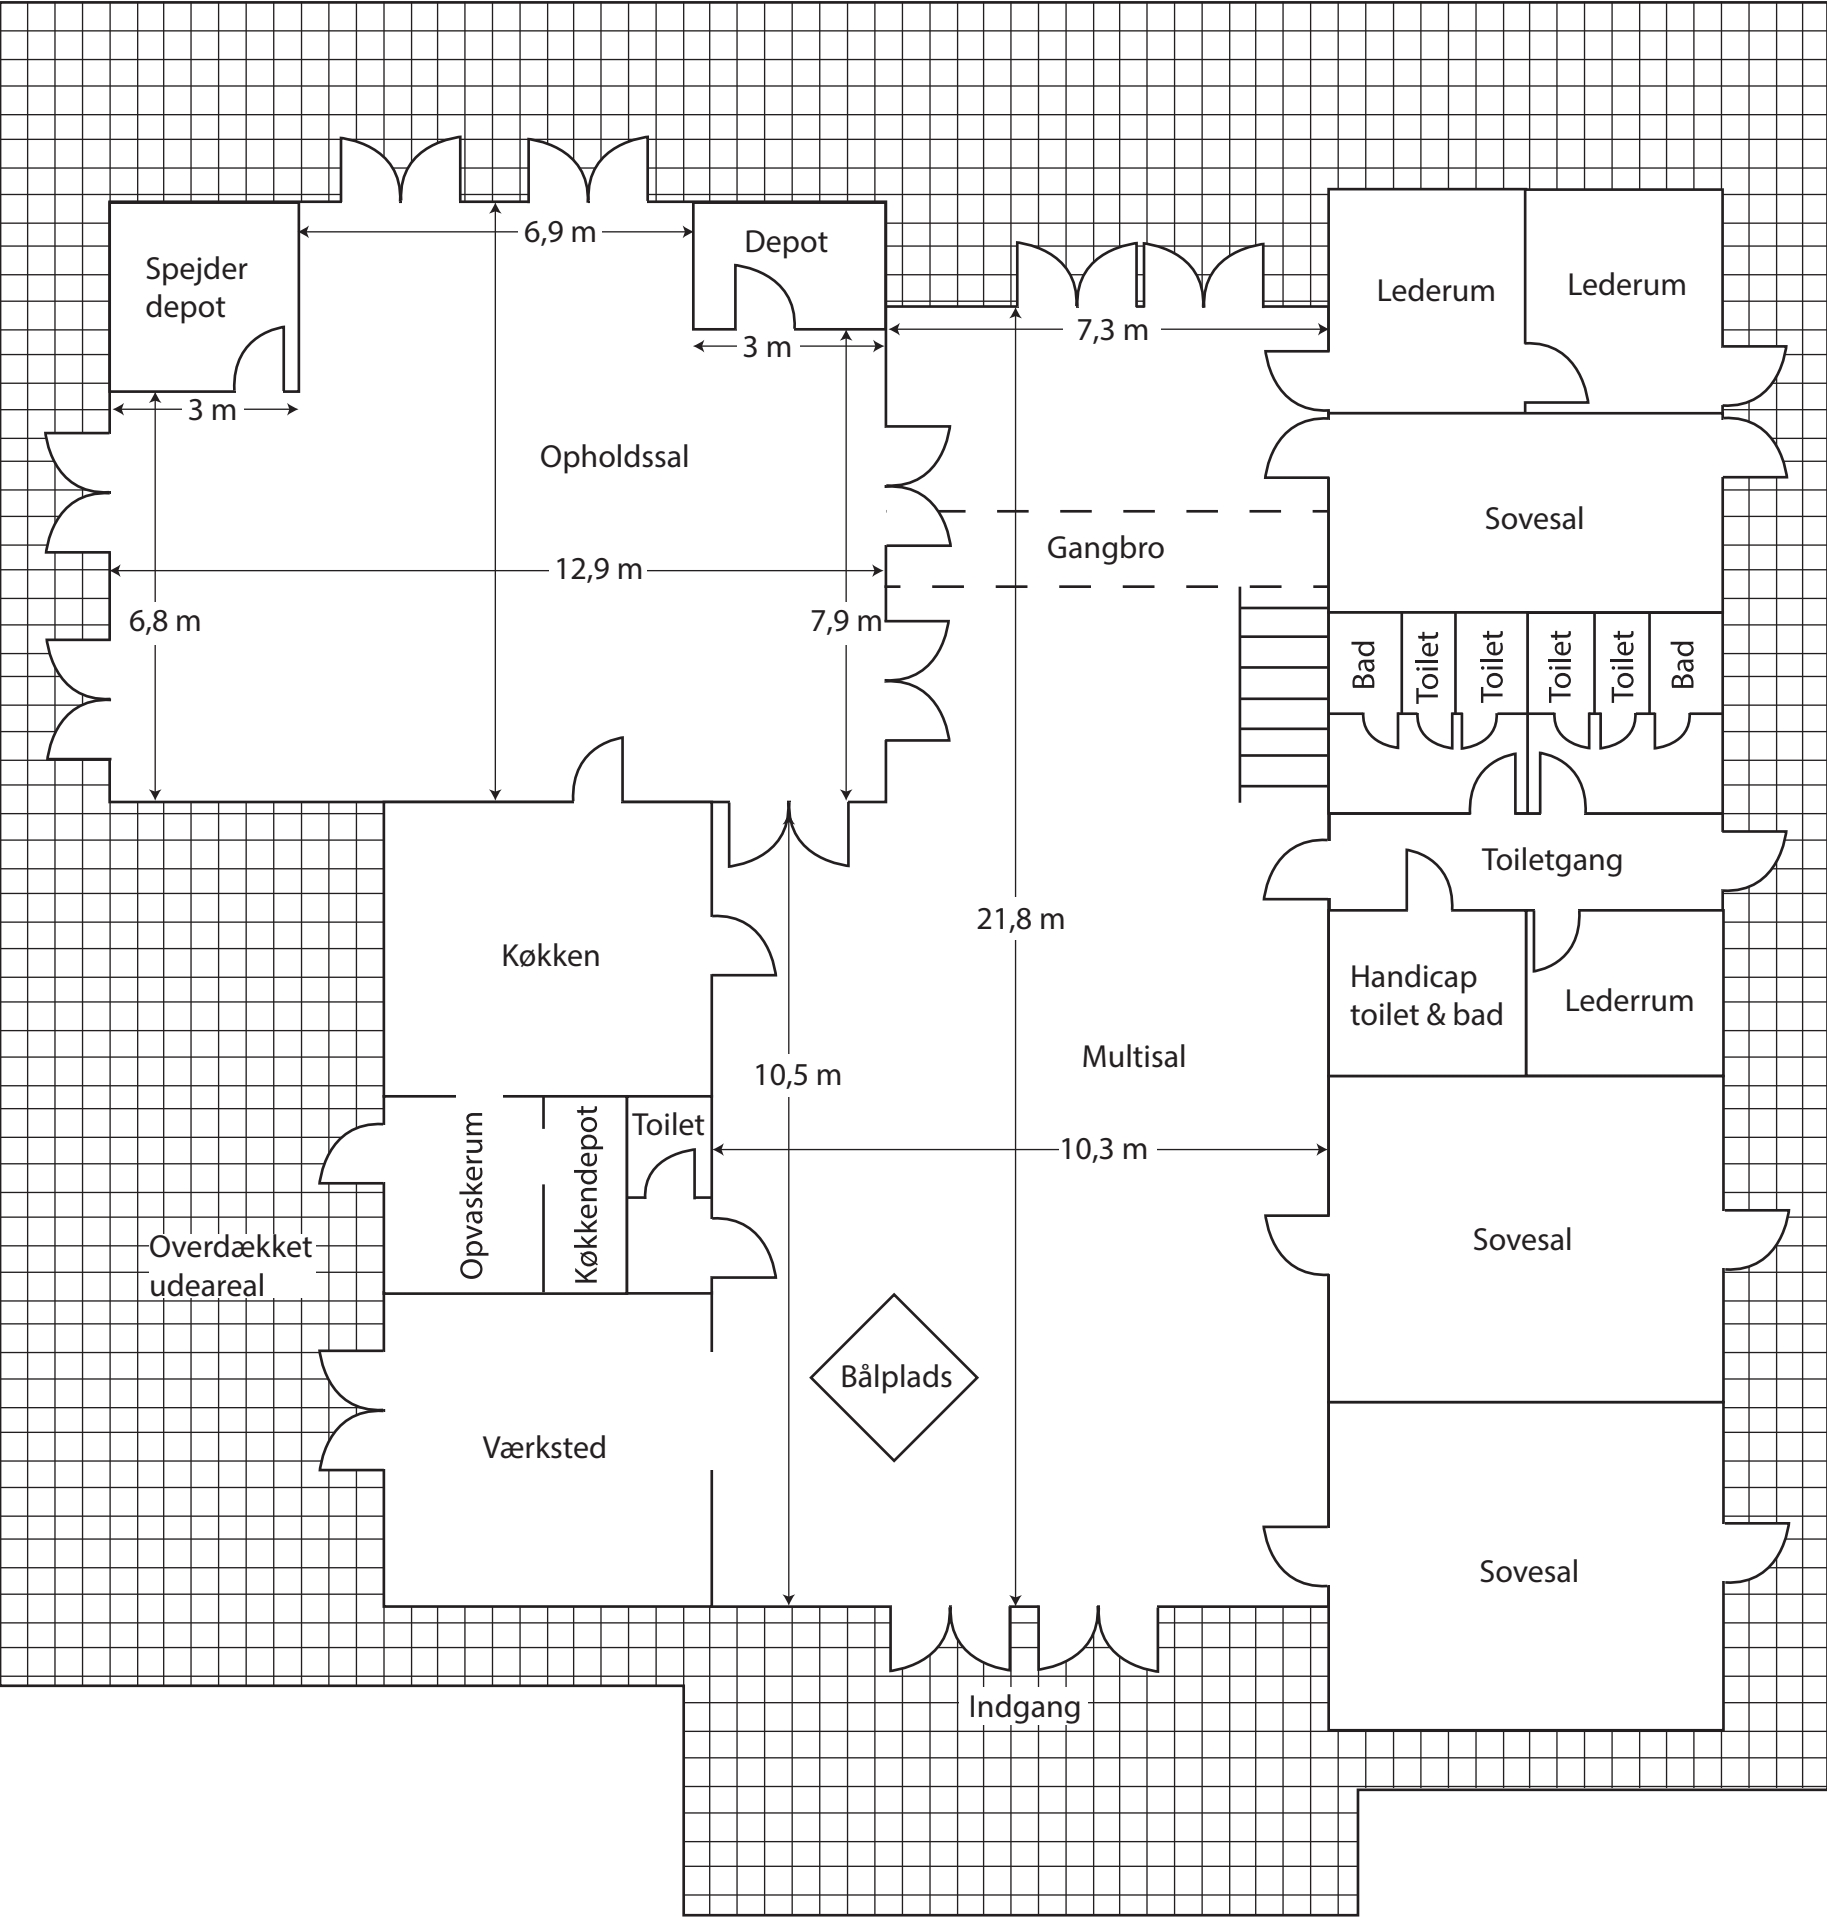 6,9 m
Depot
Spejder
depot
Lederum
Lederum
7,3 m
3 m
3 m
Opholdssal
Sovesal
Gangbro
12,9 m
6,8 m
7,9 m
Bad
Toilet
Toilet
Toilet
Toilet
Bad
Toiletgang
21,8 m
Køkken
Handicap
toilet & bad
Lederrum
Multisal
10,5 m
Toilet
Opvaskerum
Køkkendepot
10,3 m
Overdækket
udeareal
Sovesal
Bålplads
Værksted
Sovesal
Indgang